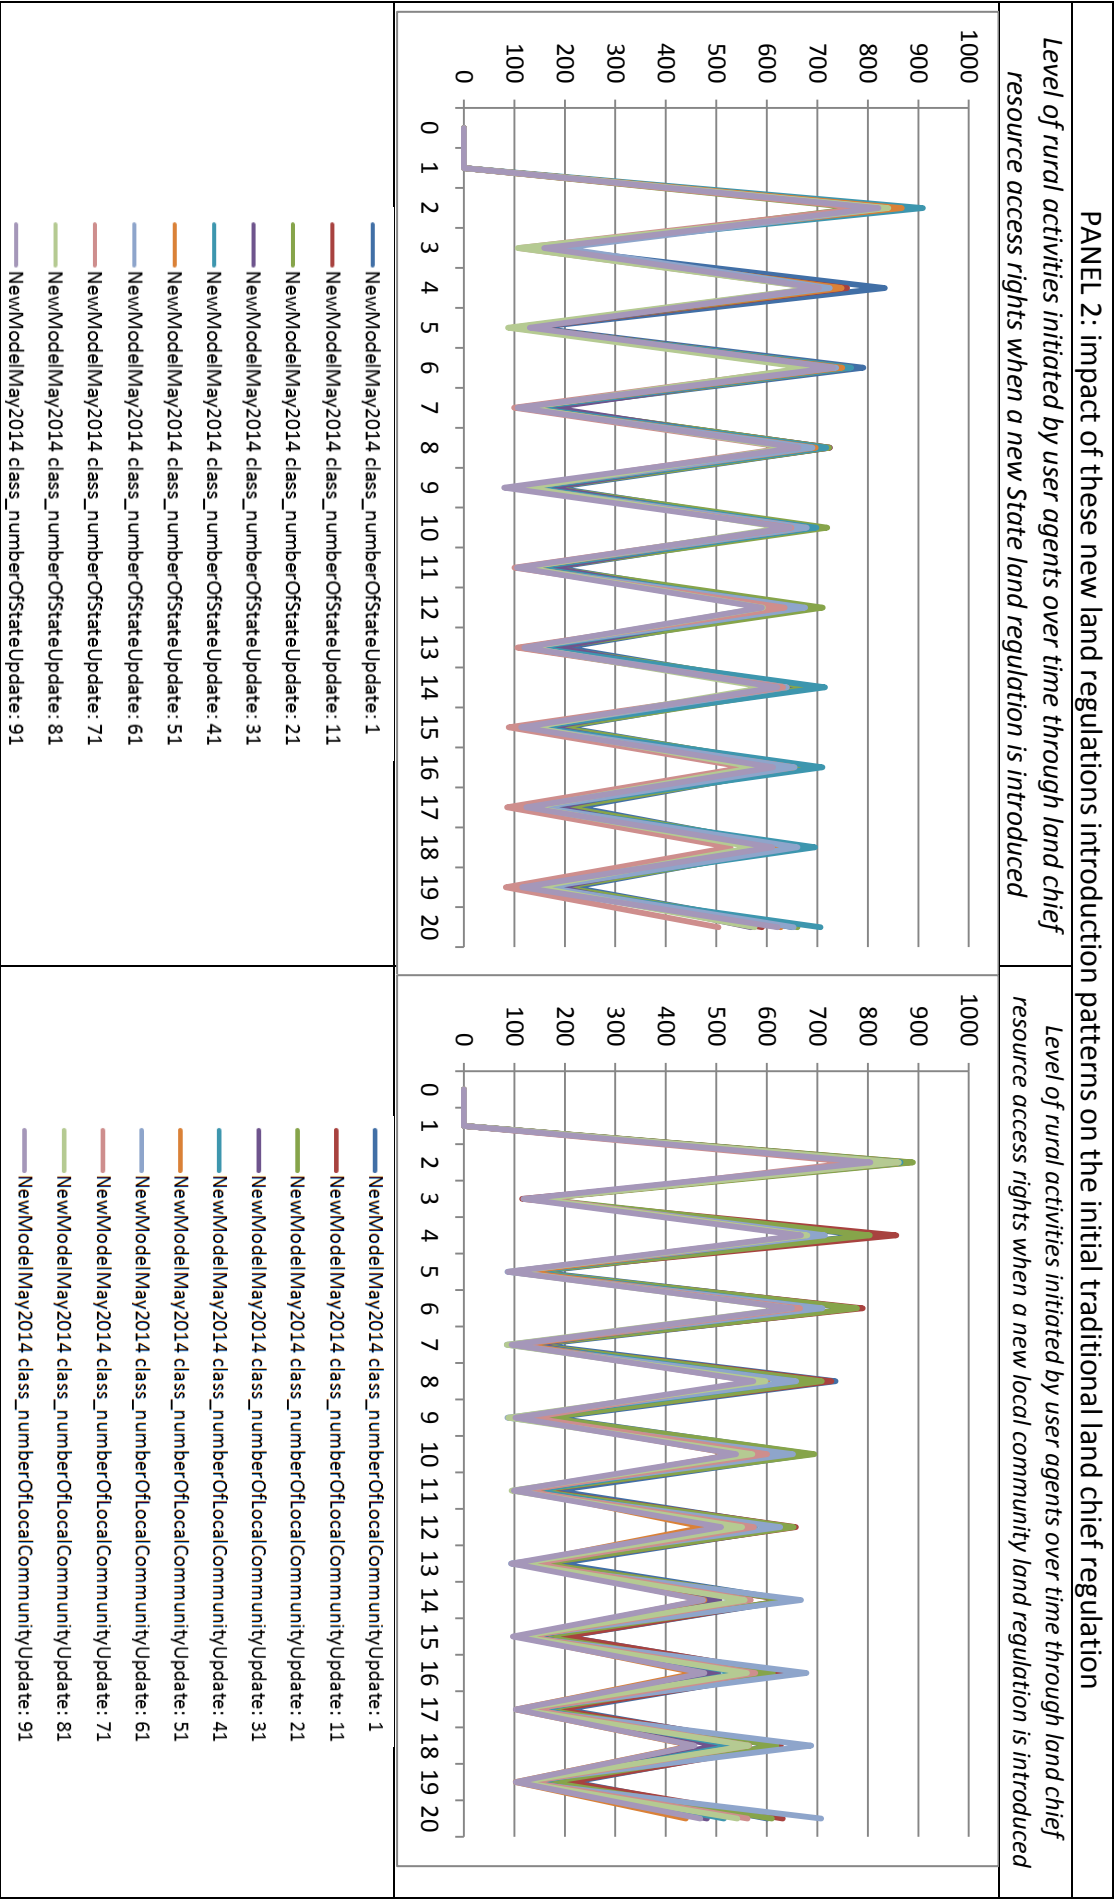 PANEL 2: impact of these new land regulations introduction patterns on the initial traditional land chief regulation
Level of rural activities initiated by user agents over time through land chief
resource access rights when a new State land regulation is introduced
1000
900
800
700
600
500
400
300
200
100
0
0 1 2 3 4 5 6 7 8 9 10 11 12 13 14 15 16 17 18 19 20
NewModelMay2014 class_numberOfStateUpdate: 1
NewModelMay2014 class_numberOfStateUpdate: 11
NewModelMay2014 class_numberOfStateUpdate: 21
NewModelMay2014 class_numberOfStateUpdate: 31
NewModelMay2014 class_numberOfStateUpdate: 41
NewModelMay2014 class_numberOfStateUpdate: 51
NewModelMay2014 class_numberOfStateUpdate: 61
NewModelMay2014 class_numberOfStateUpdate: 71
NewModelMay2014 class_numberOfStateUpdate: 81
NewModelMay2014 class_numberOfStateUpdate: 91
Level of rural activities initiated by user agents over time through land chief
resource access rights when a new local community land regulation is introduced
1000
900
800
700
600
500
400
300
200
100
0
0 1 2 3 4 5 6 7 8 9 10 11 12 13 14 15 16 17 18 19 20
NewModelMay2014 class_numberOfLocalCommunityUpdate: 1
NewModelMay2014 class_numberOfLocalCommunityUpdate: 11
NewModelMay2014 class_numberOfLocalCommunityUpdate: 21
NewModelMay2014 class_numberOfLocalCommunityUpdate: 31
NewModelMay2014 class_numberOfLocalCommunityUpdate: 41
NewModelMay2014 class_numberOfLocalCommunityUpdate: 51
NewModelMay2014 class_numberOfLocalCommunityUpdate: 61
NewModelMay2014 class_numberOfLocalCommunityUpdate: 71
NewModelMay2014 class_numberOfLocalCommunityUpdate: 81
NewModelMay2014 class_numberOfLocalCommunityUpdate: 91